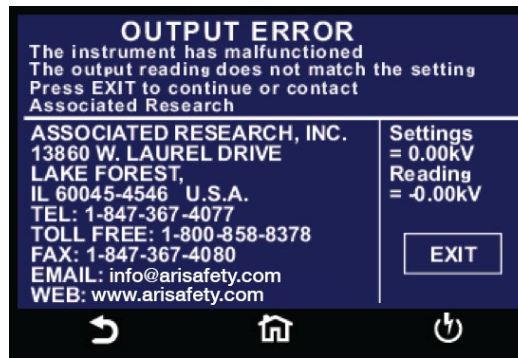 OUTPUT ERROR
The instrument has malfunctioned
The output reading does not match the setting
Press EXIT to continue or contact
Associated Research
ASSOCIATED RESEARCH, INC.
13860 W. LAUREL DRIVE
LAKE FOREST,
IL 60045-4546 U.S.A.
TEL: 1-847-367-4077
TOLL FREE: 1-800-858-8378
FAX: 1-847-367-4080
EMAIL: info@arisafety.com
WEB: www.arisafety.com
Settings
= 0.00kV
Reading
= -0.00kV
EXIT